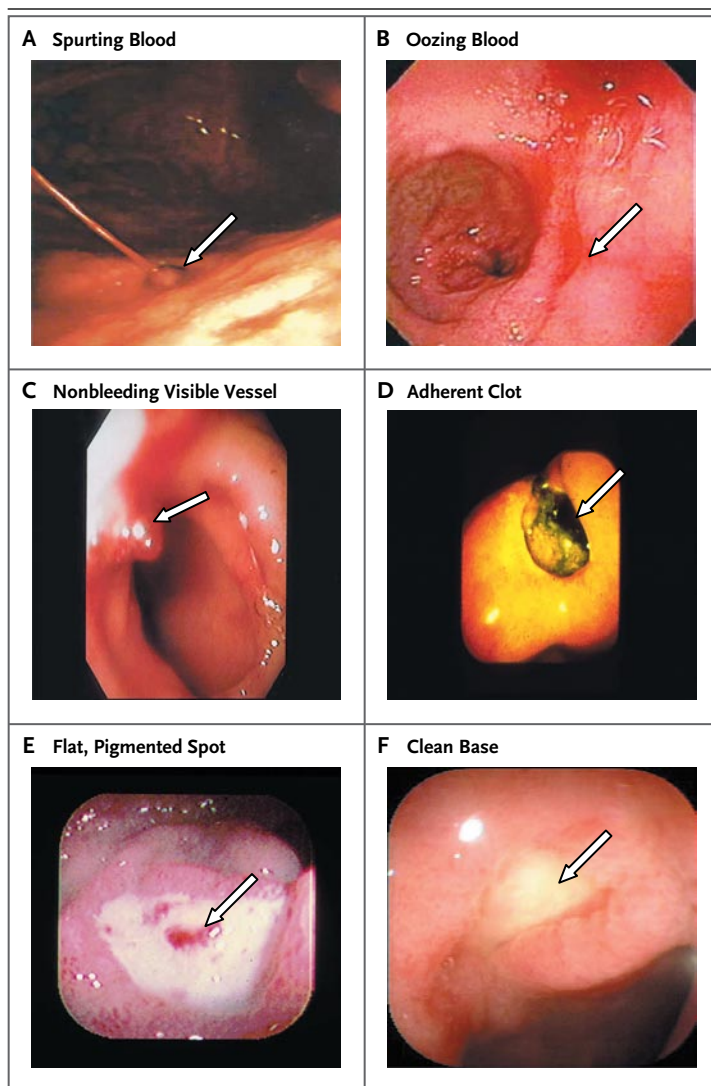 A Spurting Blood
B Oozing Blood
C Nonbleeding Visible Vessel
D Adherent Clot
E Flat, Pigmented Spot
F Clean Base